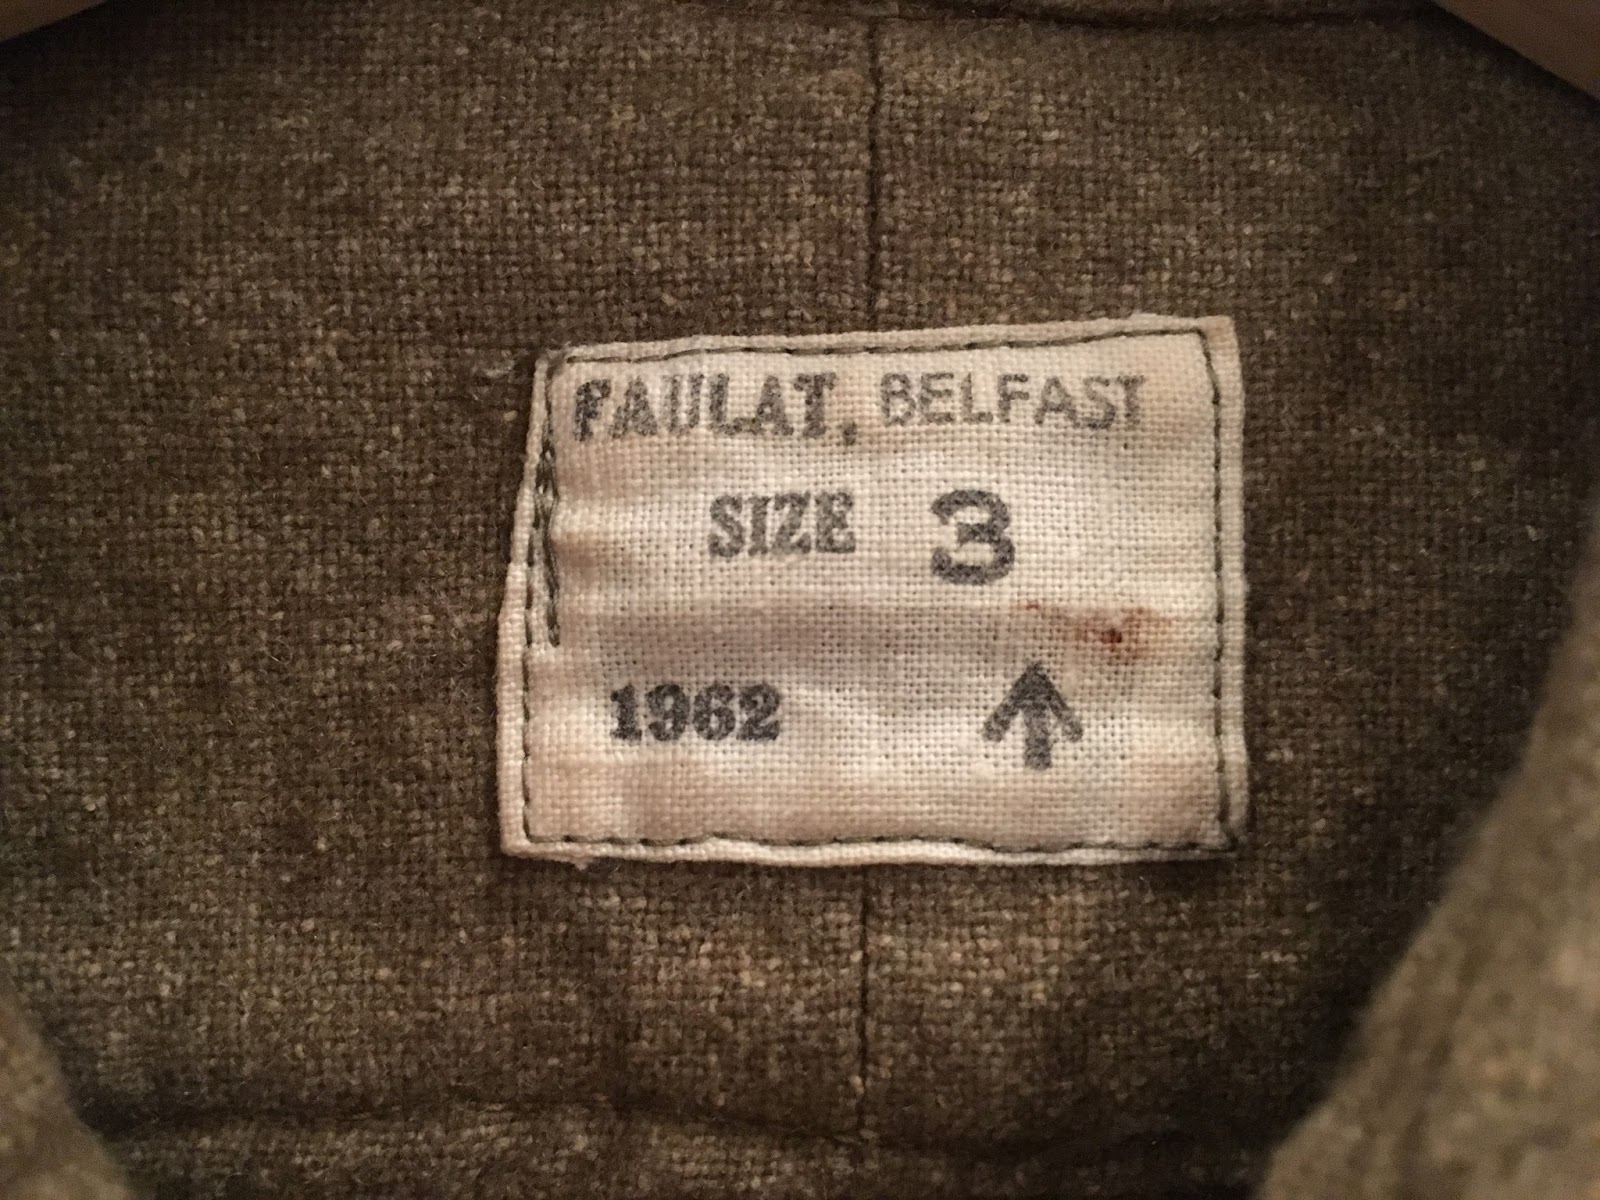 FAULAT, BELFAST
SIZE 3
1962